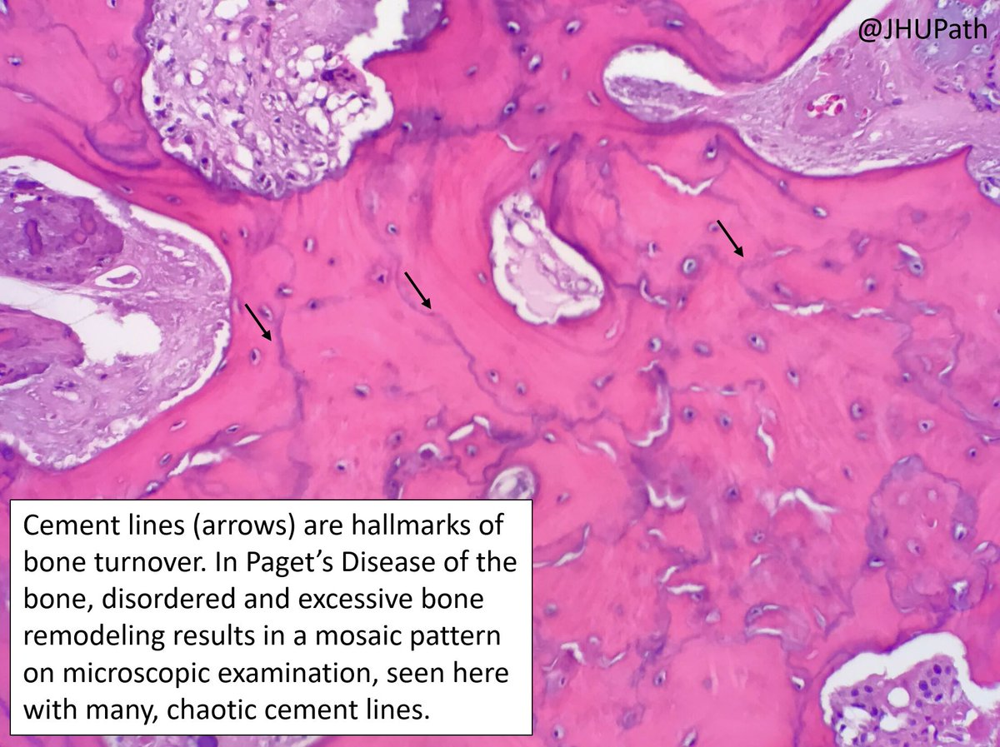 @JHUPath
Cement lines (arrows) are hallmarks of
bone turnover. In Paget’s Disease of the
bone, disordered and excessive bone
remodeling results in a mosaic pattern
on microscopic examination, seen here
with many, chaotic cement lines.